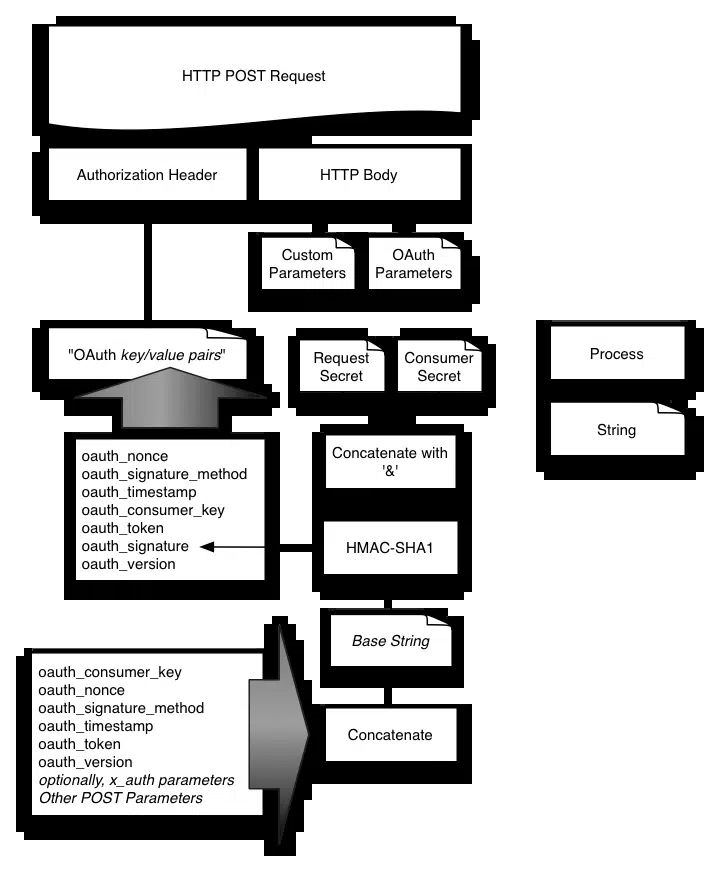 HTTP POST Request
Authorization Header
HTTP Body
Custom
Parameters
OAuth
Parameters
"OAuth key/value pairs"
Request
Secret
Consumer
Secret
Process
String
oauth_nonce
oauth_signature_method
oauth_timestamp
oauth_consumer_key
oauth_token
oauth_signature
oauth_version
Concatenate with
'&'
HMAC-SHA1
Base String
oauth_consumer_key
oauth_nonce
oauth_signature_method
oauth_timestamp
oauth_token
oauth_version
optionally, x_auth parameters
Other POST Parameters
Concatenate